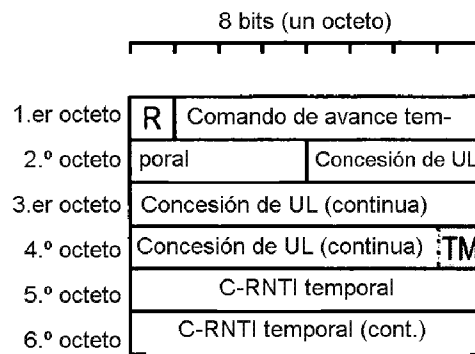 8 bits (un octeto)
1.er octeto R Comando de avance tem-
2.º octeto poral Concesión de UL
3.er octeto Concesión de UL (continua)
4.º octeto Concesión de UL (continua) TM
5.º octeto C-RNTI temporal
6.º octeto C-RNTI temporal (cont.)